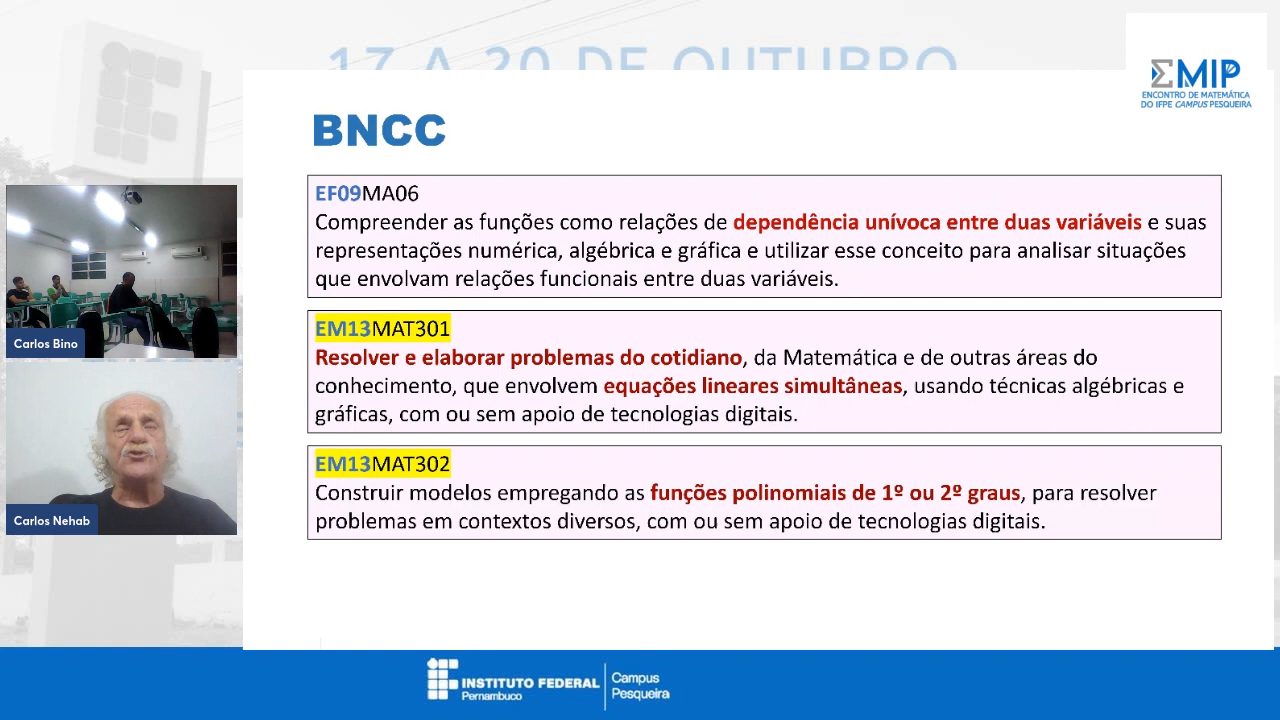 17 A 20 DE OUTUBRO
ΣMIP
ENCONTRO DE MATEMÁTICA
DO IFPE CAMPUS PESQUEIRA
BNCC
EF09MA06
Compreender as funções como relações de dependência unívoca entre duas variáveis e suas
representações numérica, algébrica e gráfica e utilizar esse conceito para analisar situações
que envolvam relações funcionais entre duas variáveis.
EM13MAT301
Resolver e elaborar problemas do cotidiano, da Matemática e de outras áreas do
conhecimento, que envolvem equações lineares simultâneas, usando técnicas algébricas e
gráficas, com ou sem apoio de tecnologias digitais.
EM13MAT302
Construir modelos empregando as funções polinomiais de 1º ou 2º graus, para resolver
problemas em contextos diversos, com ou sem apoio de tecnologias digitais.
Carlos Bino
Carlos Nehab
INSTITUTO FEDERAL
Pernambuco
Campus
Pesqueira